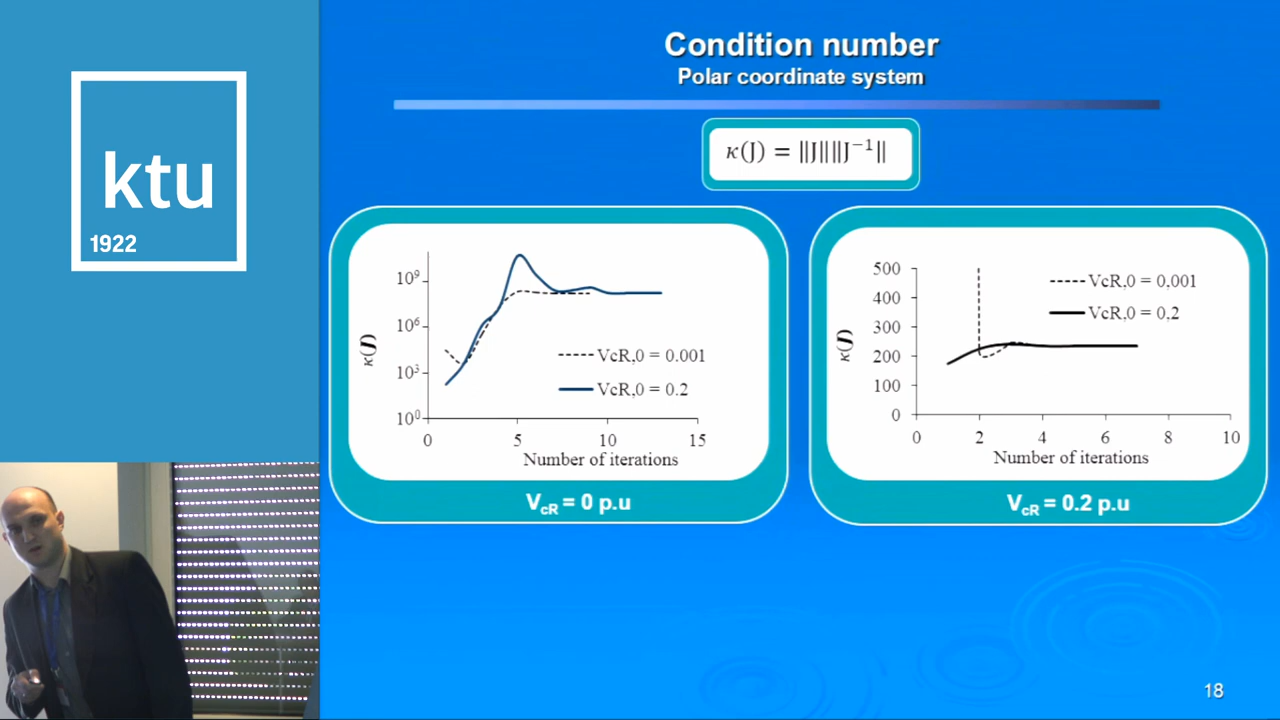 ktu
1922
Condition number
Polar coordinate system
κ(J) = ‖J‖‖J⁻¹‖
κ(J)
10⁹
10⁶
10³
10⁰
0
5
10
15
Number of iterations
VcR,0 = 0.001
VcR,0 = 0.2
V_cR = 0 p.u
κ(J)
500
400
300
200
100
0
0
2
4
6
8
10
Number of iterations
VcR,0 = 0,001
VcR,0 = 0,2
V_cR = 0.2 p.u
18